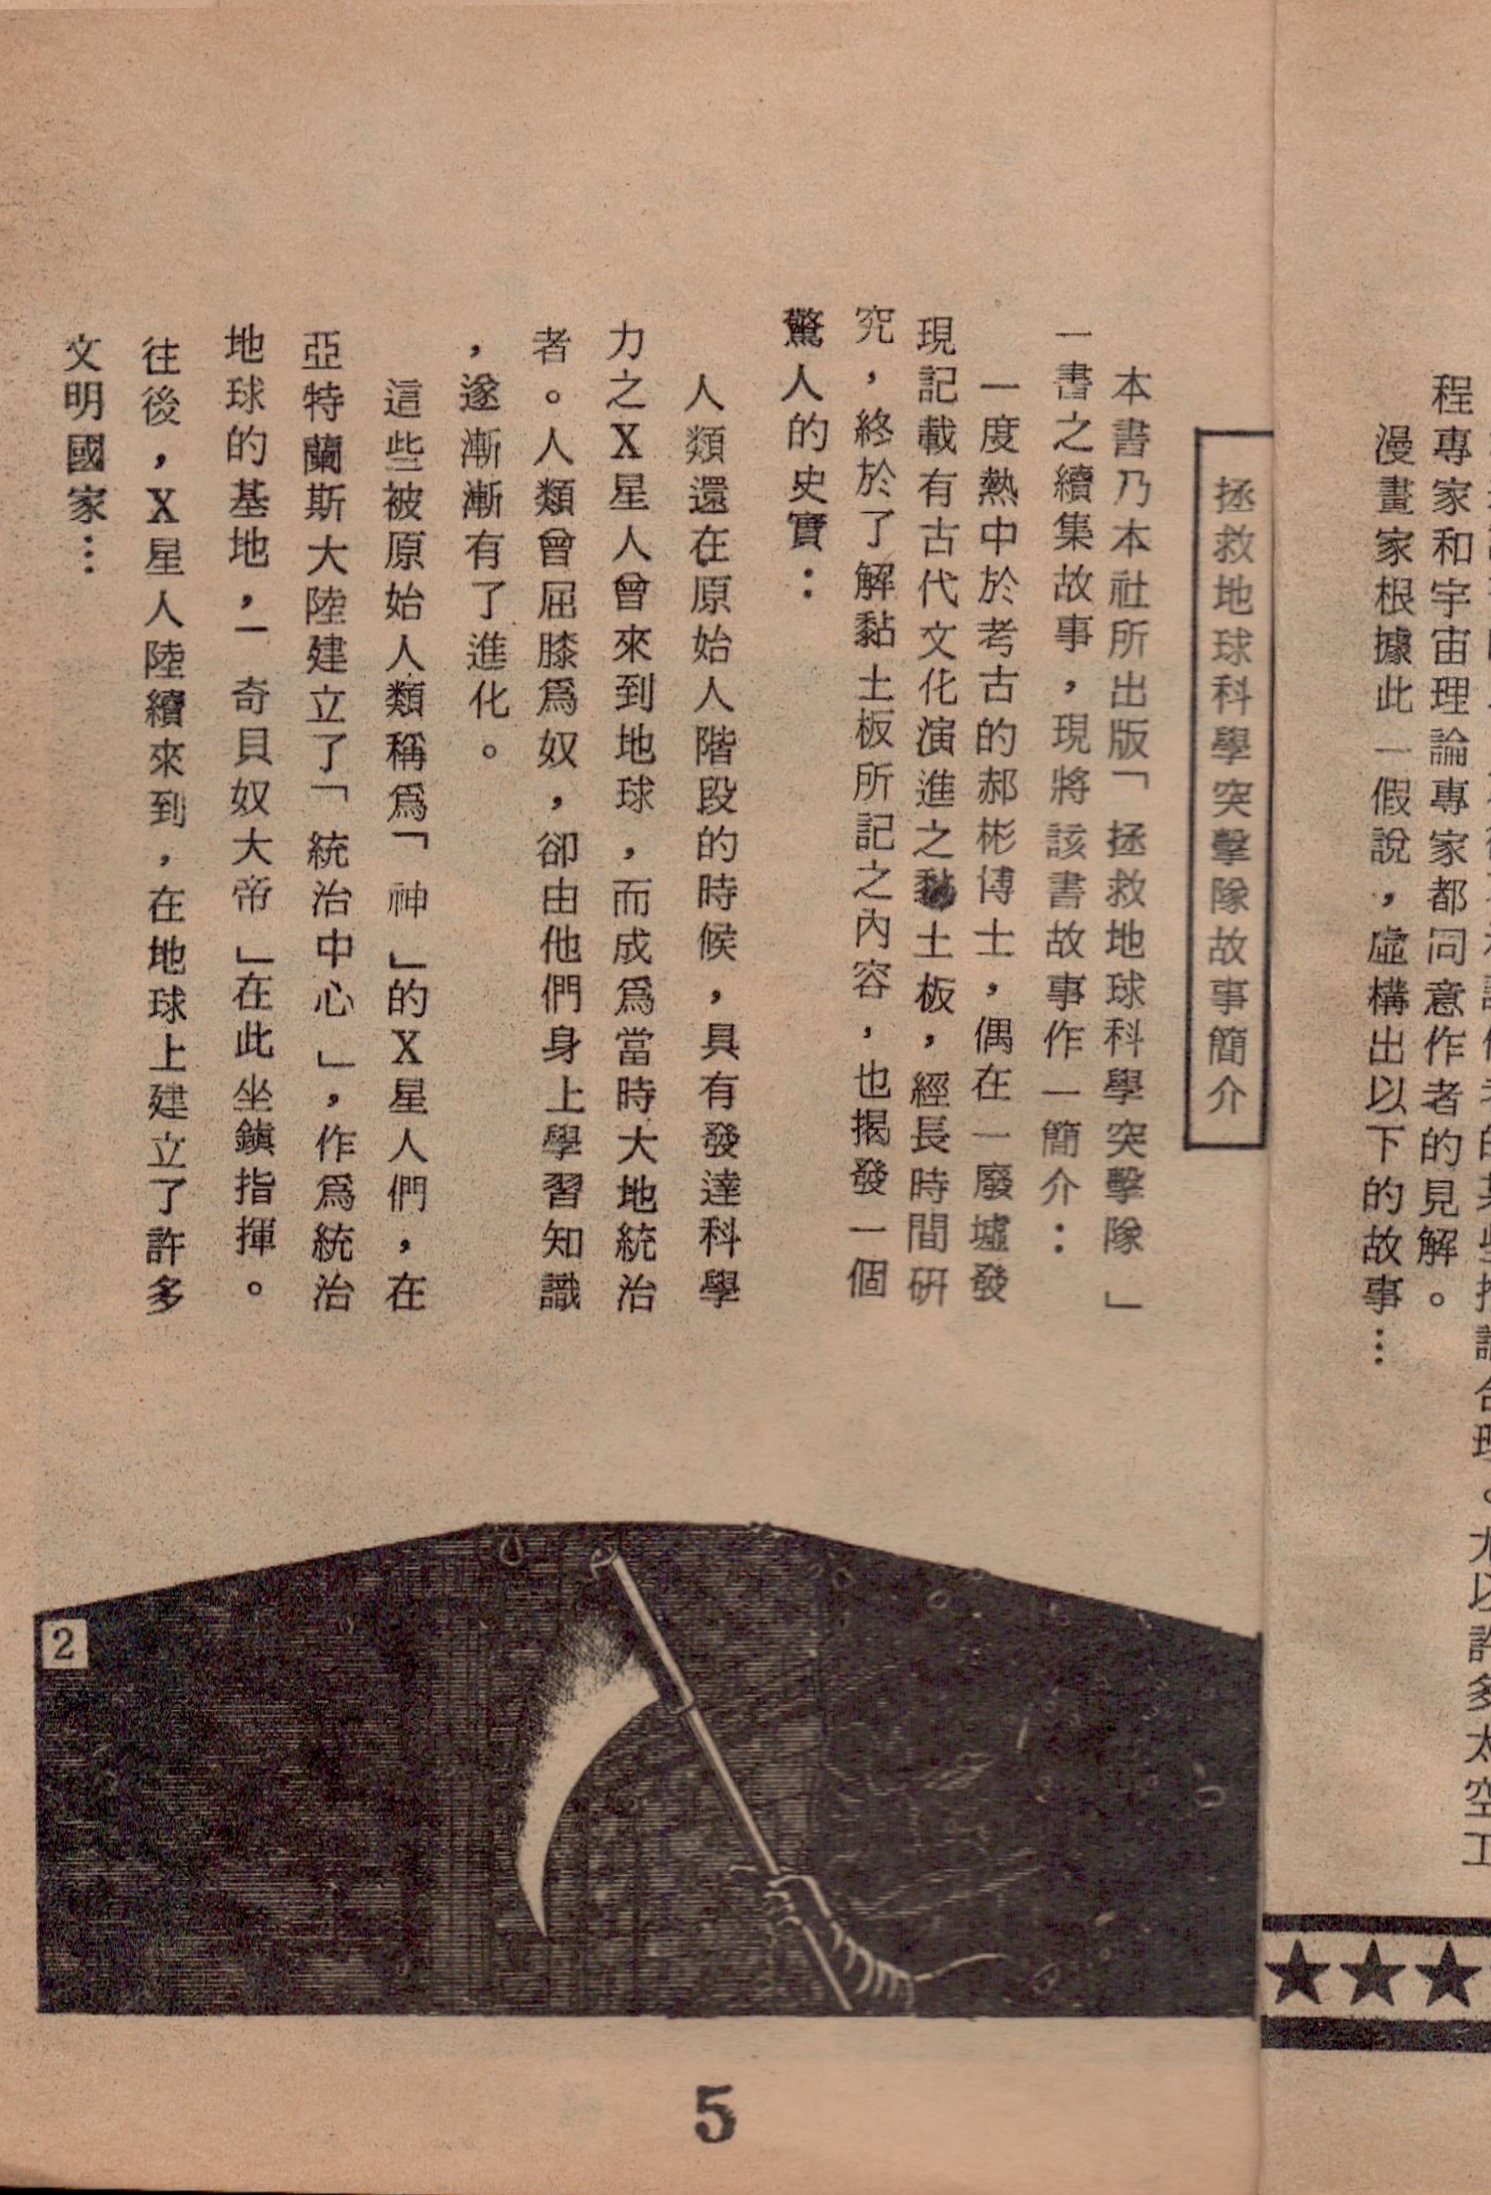 程專家和宇宙理論專家都同意作者的見解。
漫畫家根據此一假說，虛構出以下的故事…
拯救地球科學突擊隊故事簡介
本書乃本社所出版「拯救地球科學突擊隊」
一書之續集故事，現將該書故事作一簡介：
一度熱中於考古的郝彬博士，偶在一廢墟發
現記載有古代文化演進之黏土板，經長時間研
究，終於了解黏土板所記之內容，也揭發一個
驚人的史實：
人類還在原始人階段的時候，具有發達科學
力之X星人曾來到地球，而成爲當時大地統治
者。人類曾屈膝爲奴，卻由他們身上學習知識
，遂漸漸有了進化。
這些被原始人類稱爲「神」的X星人們，在
亞特蘭斯大陸建立了「統治中心」，作爲統治
地球的基地，「奇貝奴大帝」在此坐鎮指揮。
往後，X星人陸續來到，在地球上建立了許多
文明國家…
2
5